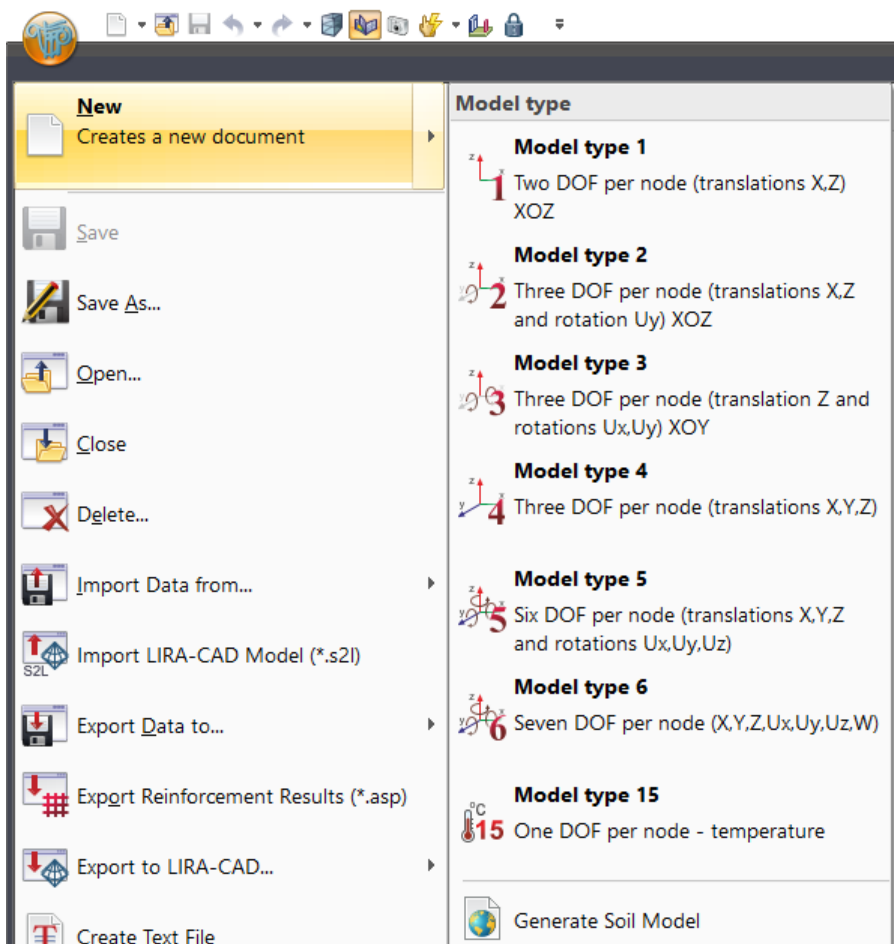 New
Creates a new document
Save
Save As...
Open...
Close
Delete...
Import Data from...
S2L
Import LIRA-CAD Model (*.s2l)
Export Data to...
Export Reinforcement Results (*.asp)
Export to LIRA-CAD...
Create Text File
Model type
Model type 1
Two DOF per node (translations X,Z)
XOZ
Model type 2
Three DOF per node (translations X,Z
and rotation Uy) XOZ
Model type 3
Three DOF per node (translation Z and
rotations Ux,Uy) XOY
Model type 4
Three DOF per node (translations X,Y,Z)
Model type 5
Six DOF per node (translations X,Y,Z
and rotations Ux,Uy,Uz)
Model type 6
Seven DOF per node (X,Y,Z,Ux,Uy,Uz,W)
Model type 15
°C
15 One DOF per node - temperature
Generate Soil Model